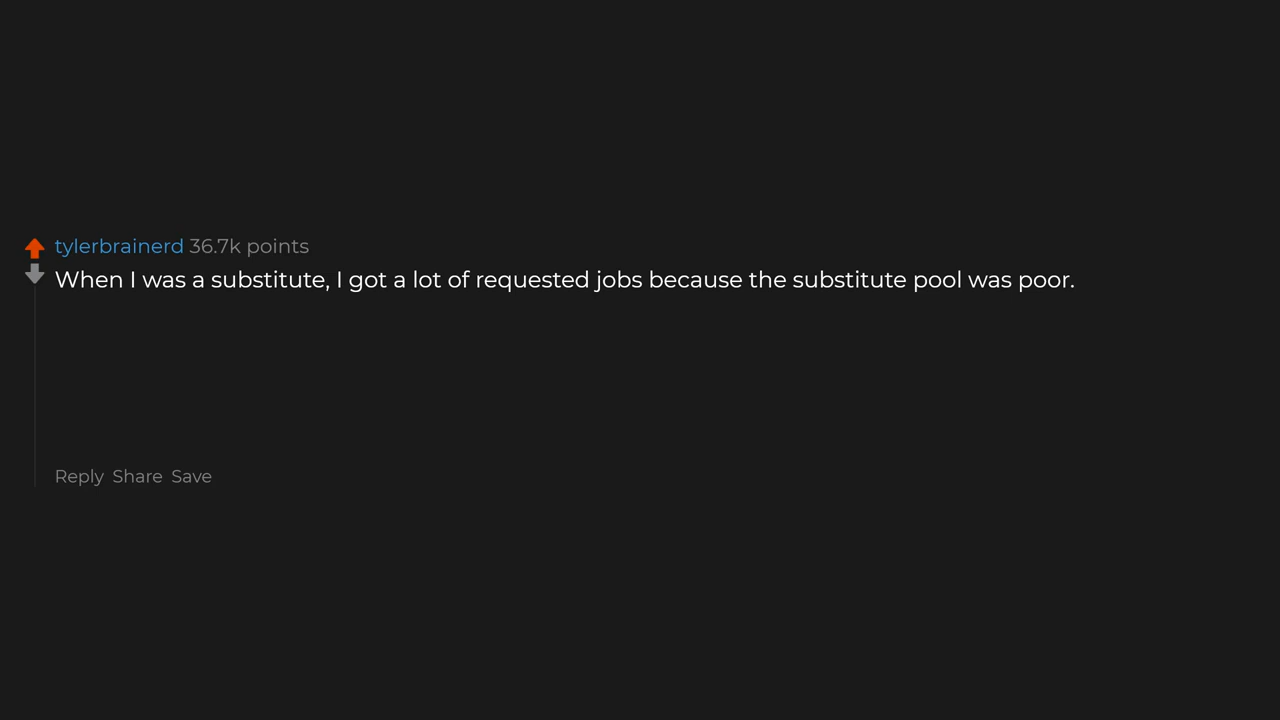 tylerbrainerd 36.7k points
When I was a substitute, I got a lot of requested jobs because the substitute pool was poor.
Reply Share Save